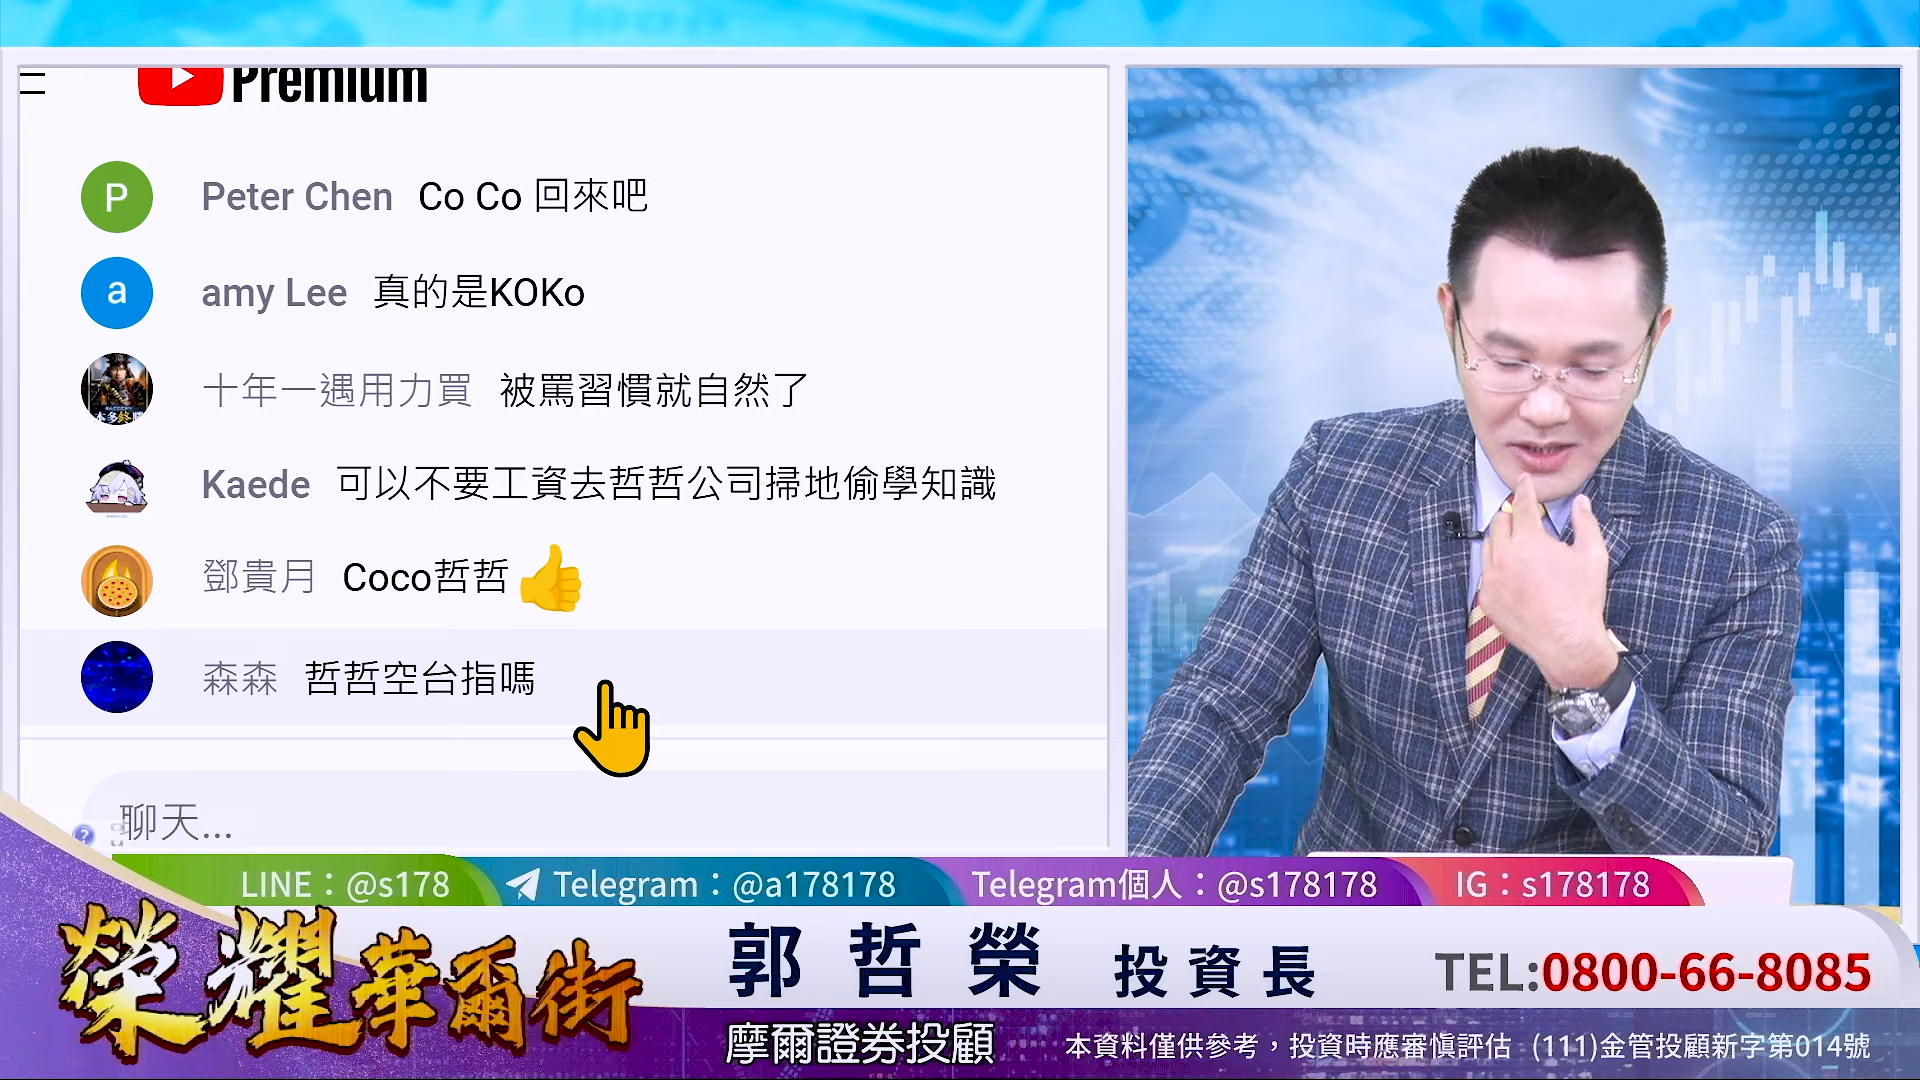 Premium
P Peter Chen Co Co 回來吧
a amy Lee 真的是KOKo
十年一遇用力買 被罵習慣就自然了
Kaede 可以不要工資去哲哲公司掃地偷學知識
鄧貴月 Coco哲哲👍
森森 哲哲空台指嗎
聊天...
LINE：@s178 Telegram：@a178178 Telegram個人：@s178178 IG：s178178
榮耀華爾街
郭哲榮 投資長 TEL:0800-66-8085
摩爾證券投顧 本資料僅供參考，投資時應審慎評估 (111)金管投顧新字第014號